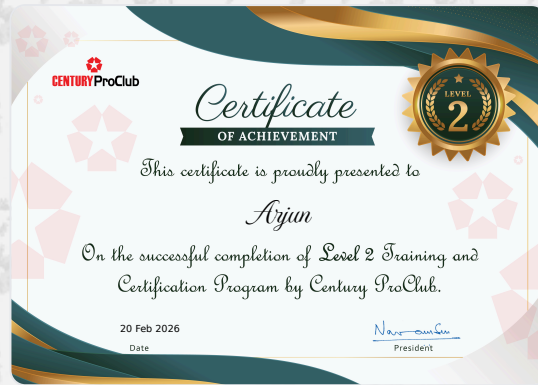 CENTURY ProClub
Certificate
OF ACHIEVEMENT
LEVEL
2
This certificate is proudly presented to
Arjun
On the successful completion of Level 2 Training and
Certification Program by Century ProClub.
20 Feb 2026
Date
President